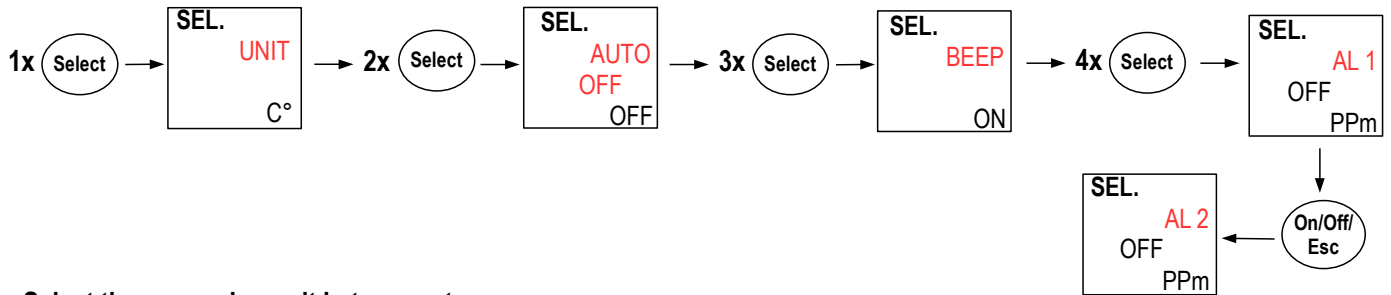 1x Select
SEL.
UNIT
C°
2x Select
SEL.
AUTO
OFF
OFF
3x Select
SEL.
BEEP
ON
4x Select
SEL.
AL 1
OFF
PPm
On/Off/
Esc
SEL.
AL 2
OFF
PPm